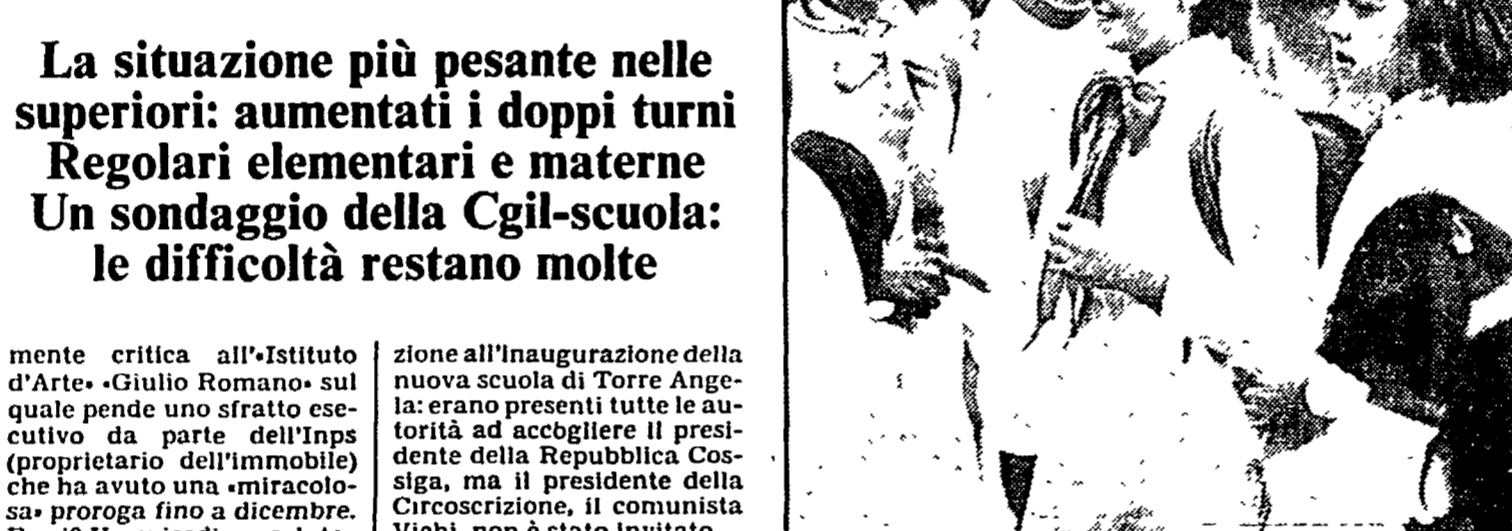 La situazione più pesante nelle
superiori: aumentati i doppi turni
Regolari elementari e materne
Un sondaggio della Cgil-scuola:
le difficoltà restano molte
mente critica all'«Istituto
d'Arte» «Giulio Romano» sul
quale pende uno sfratto ese-
cutivo da parte dell'Inps
(proprietario dell'immobile)
che ha avuto una «miracolo-
sa» proroga fino a dicembre.
zione all'inaugurazione della
nuova scuola di Torre Ange-
la: erano presenti tutte le au-
torità ad accogliere il presi-
dente della Repubblica Cos-
siga, ma il presidente della
Circoscrizione, il comunista
Vichi, non è stato invitato